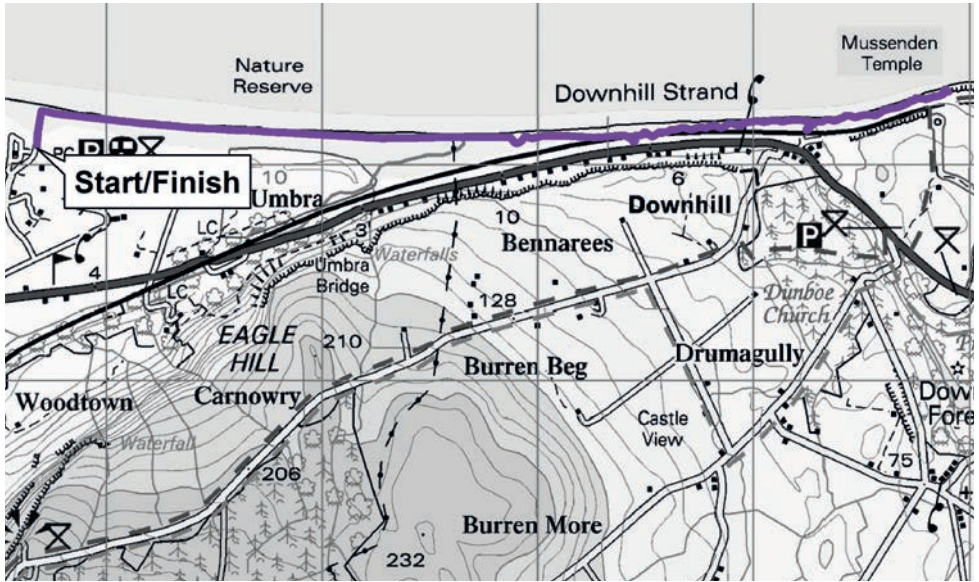 Nature
Reserve
Mussenden
Temple
Downhill Strand
P
Start/Finish
10
Umbra
LC
3
10
6
Downhill
Bennarees
P
4
LC
Waterfalls
Umbra
Bridge
128
Dunboe
Church
EAGLE
HILL
210
Burren Beg
Drumagully
Woodtown
Carnowry
Castle
View
Dow
Fore
Waterfall
206
75
Burren More
232